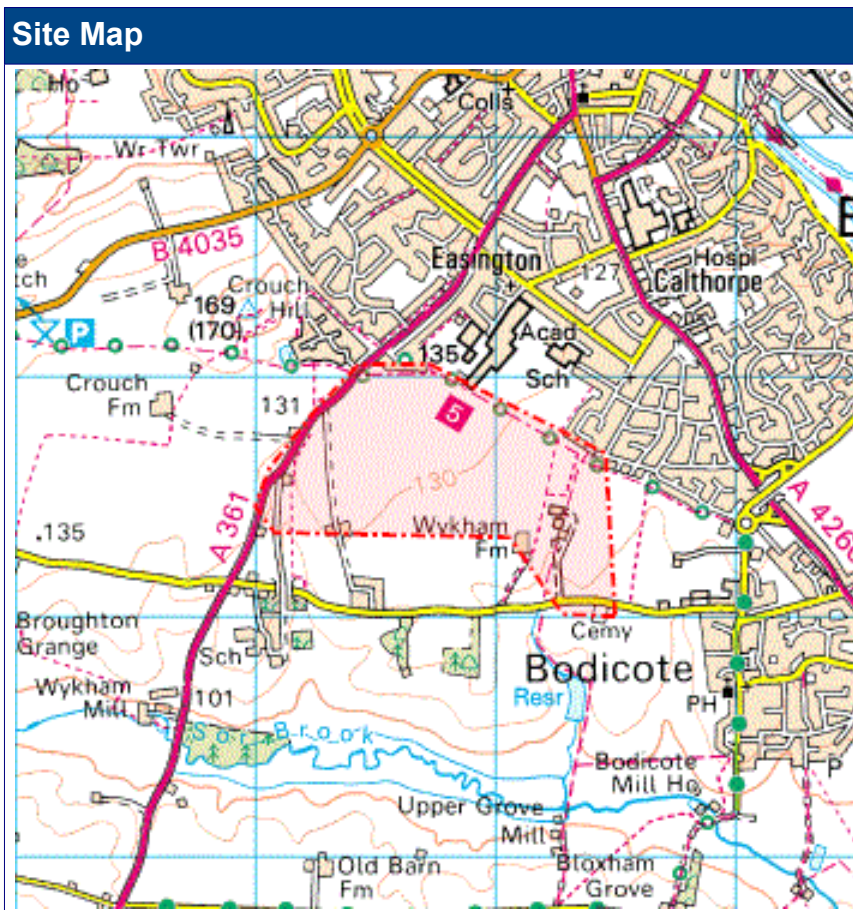 Site Map
Ho
Colls
Wr Twr
B 4035
Easington
127
Hospl
Calthorpe
Crouch
Hill
169
(170)
tch
P
135
Acad
Sch
Crouch
Fm
131
5
130
A 361
Wykham
Fm
A 4260
.135
Broughton
Grange
Sch
Cemy
Bodicote
Wykham
Mill
101
Resr
PH
Sor Brook
Bodicote
Mill Ho
P
Upper Grove
Mill
Old Barn
Fm
Bloxham
Grove